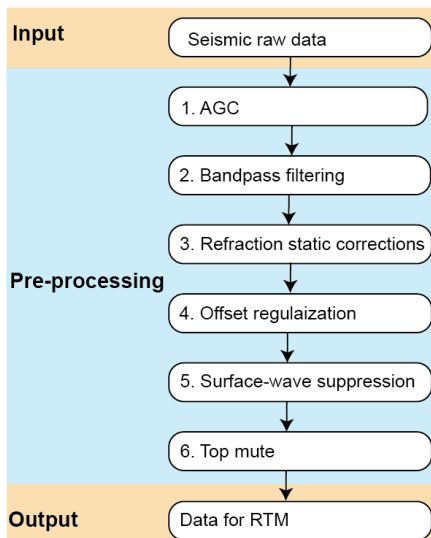 Input
Seismic raw data
1. AGC
2. Bandpass filtering
3. Refraction static corrections
Pre-processing
4. Offset regulaization
5. Surface-wave suppression
6. Top mute
Output
Data for RTM